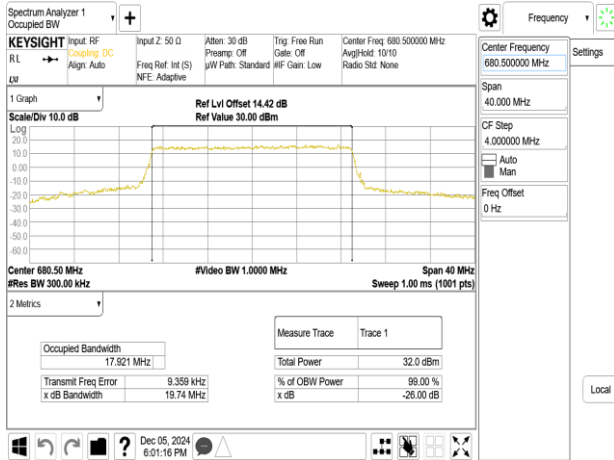 Spectrum Analyzer 1
Occupied BW
+
Frequency
KEYSIGHT
RL
LXI
Input: RF
Coupling: DC
Align: Auto
Input Z: 50 Ω
Freq Ref: Int (S)
NFE: Adaptive
Atten: 30 dB
Preamp: Off
µW Path: Standard
Trig: Free Run
Gate: Off
#IF Gain: Low
Center Freq: 680.500000 MHz
Avg|Hold: 10/10
Radio Std: None
Center Frequency
680.500000 MHz
Settings
Span
40.000 MHz
CF Step
4.000000 MHz
Auto
Man
Freq Offset
0 Hz
Local
1 Graph
Scale/Div 10.0 dB
Ref Lvl Offset 14.42 dB
Ref Value 30.00 dBm
Log
20.0
10.0
0.00
-10.0
-20.0
-30.0
-40.0
-50.0
-60.0
Center 680.50 MHz
#Video BW 1.0000 MHz
Span 40 MHz
#Res BW 300.00 kHz
Sweep 1.00 ms (1001 pts)
2 Metrics
Measure Trace Trace 1
Occupied Bandwidth
17.921 MHz
Total Power 32.0 dBm
Transmit Freq Error 9.359 kHz
% of OBW Power 99.00 %
x dB Bandwidth 19.74 MHz
x dB -26.00 dB
?
Dec 05, 2024
6:01:16 PM